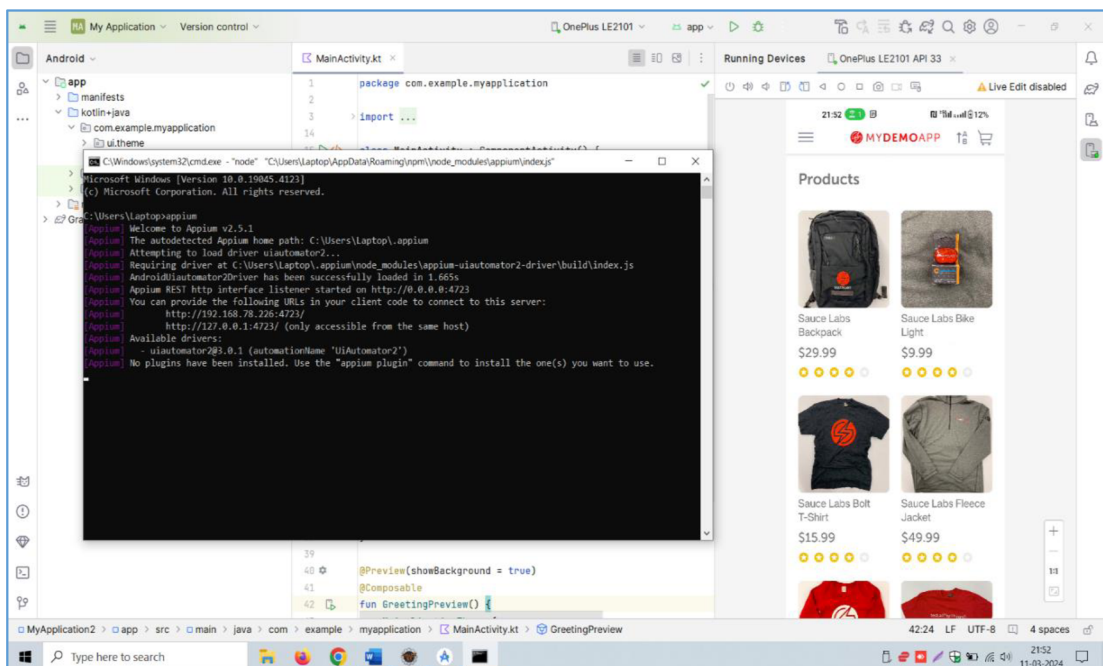 MA My Application Version control OnePlus LE2101 app
Android
app
manifests
kotlin+java
com.example.myapplication
ui.theme
MainActivity.kt
1 package com.example.myapplication
2
3 import ...
14
C:\Windows\system32\cmd.exe - "node" "C:\Users\Laptop\AppData\Roaming\npm\\node_modules\appium\index.js"
Microsoft Windows [Version 10.0.19045.4123]
(c) Microsoft Corporation. All rights reserved.
C:\Users\Laptop>appium
[Appium] Welcome to Appium v2.5.1
[Appium] The autodetected Appium home path: C:\Users\Laptop\.appium
[Appium] Attempting to load driver uiautomator2...
[Appium] Requiring driver at C:\Users\Laptop\.appium\node_modules\appium-uiautomator2-driver\build\index.js
[Appium] AndroidUiautomator2Driver has been successfully loaded in 1.665s
[Appium] Appium REST http interface listener started on http://0.0.0.0:4723
[Appium] You can provide the following URLs in your client code to connect to this server:
[Appium] http://192.168.78.226:4723/
[Appium] http://127.0.0.1:4723/ (only accessible from the same host)
[Appium] Available drivers:
[Appium] - uiautomator2@3.0.1 (automationName 'UiAutomator2')
[Appium] No plugins have been installed. Use the "appium plugin" command to install the one(s) you want to use.
39
40 @Preview(showBackground = true)
41 @Composable
42 fun GreetingPreview() {
Running Devices OnePlus LE2101 API 33
Live Edit disabled
21:52 12%
MYDEMOAPP
Products
Sauce Labs Backpack
$29.99
Sauce Labs Bike Light
$9.99
Sauce Labs Bolt T-Shirt
$15.99
Sauce Labs Fleece Jacket
$49.99
1:1
MyApplication2 > app > src > main > java > com > example > myapplication > MainActivity.kt > GreetingPreview
42:24 LF UTF-8 4 spaces
Type here to search
21:52
11-03-2024